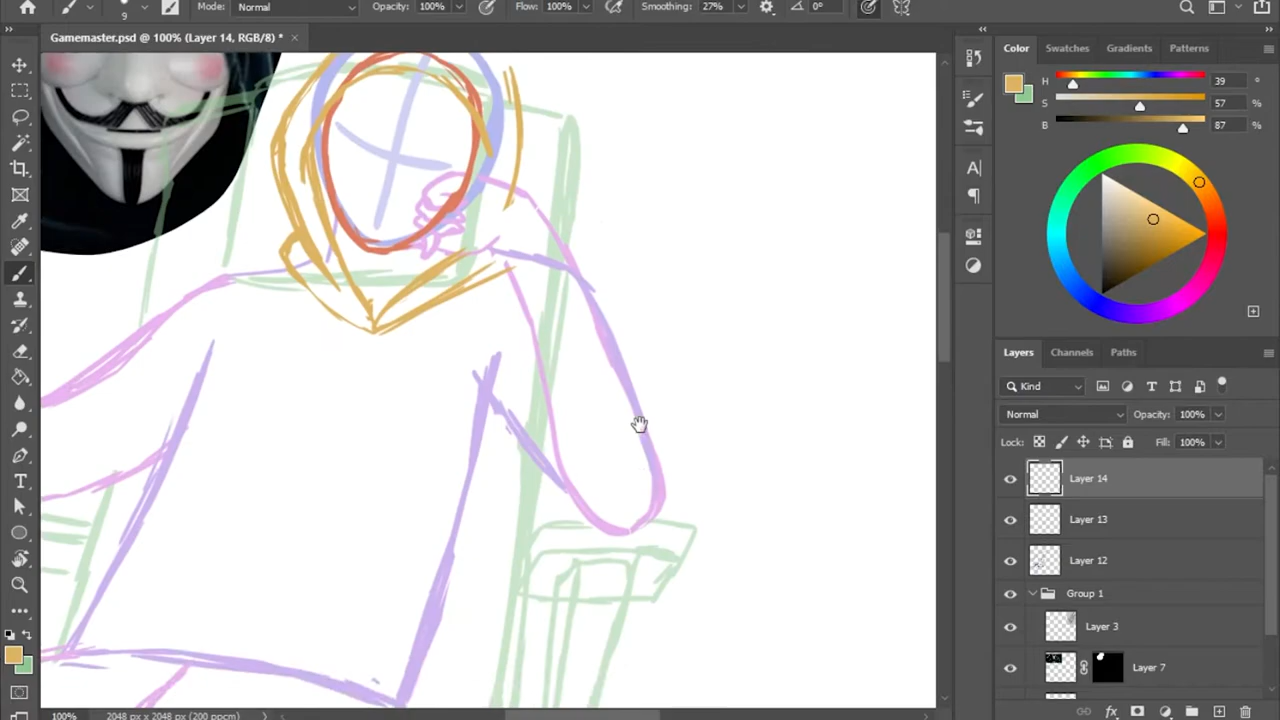 9 Mode: Normal Opacity: 100% Flow: 100% Smoothing: 27% 0°
Gamemaster.psd @ 100% (Layer 14, RGB/8) * ×
Color Swatches Gradients Patterns
H 39 °
S 57 %
B 87 %
Layers Channels Paths
Kind
Normal Opacity: 100%
Lock: Fill: 100%
Layer 14
Layer 13
Layer 12
Group 1
Layer 3
Layer 7
100% 2048 px x 2048 px (200 ppcm)